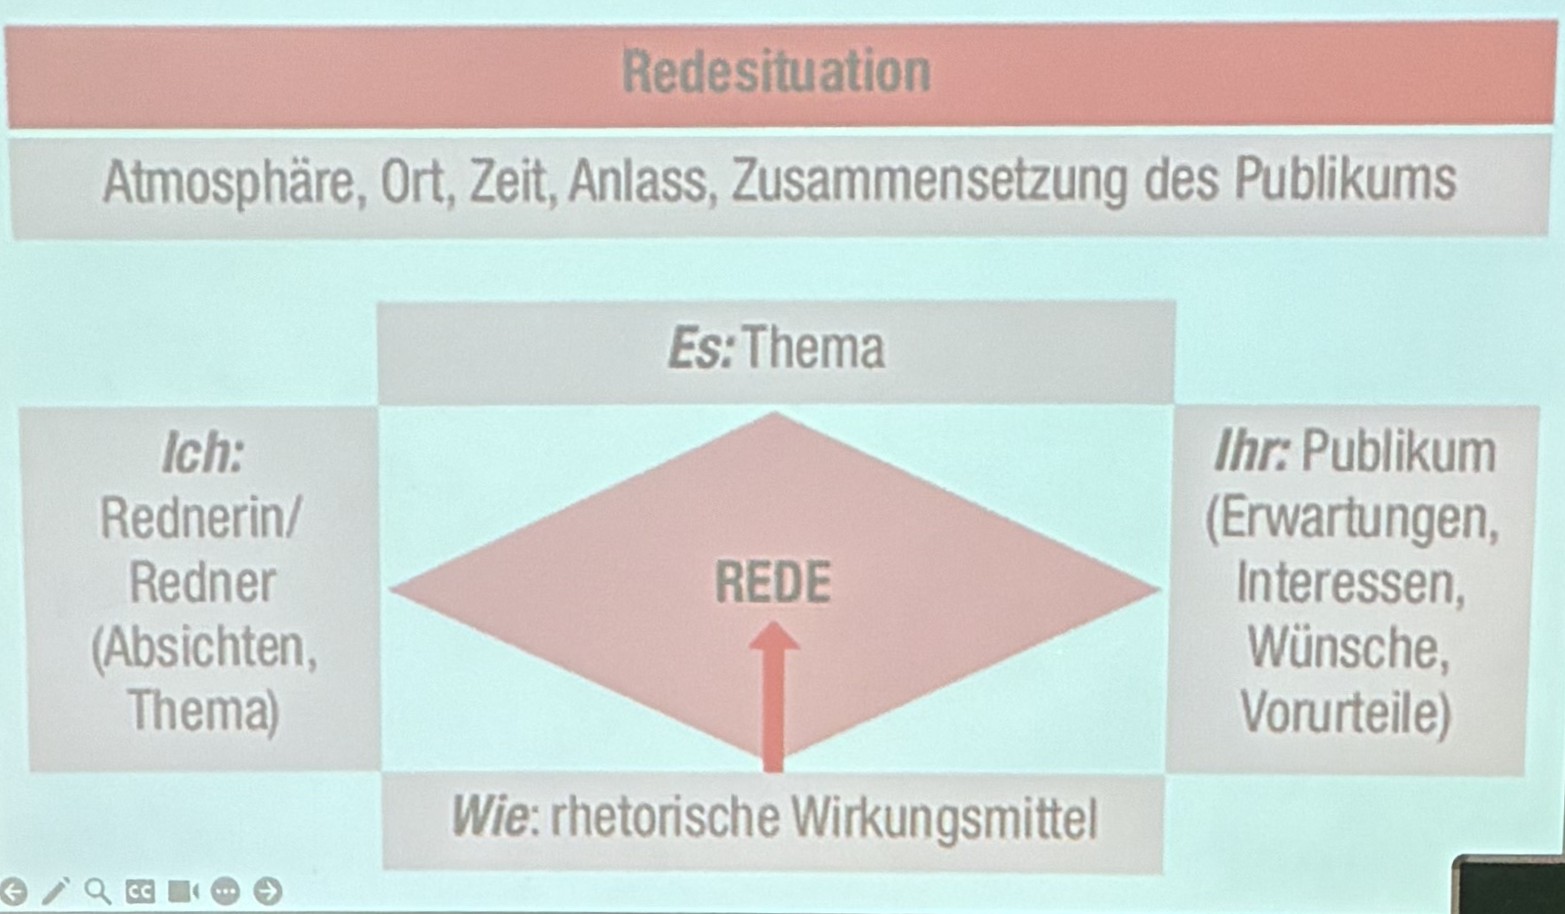 Redesituation
Atmosphäre, Ort, Zeit, Anlass, Zusammensetzung des Publikums
Es: Thema
Ich:
Rednerin/
Redner
(Absichten,
Thema)
REDE
Ihr: Publikum
(Erwartungen,
Interessen,
Wünsche,
Vorurteile)
Wie: rhetorische Wirkungsmittel
CC